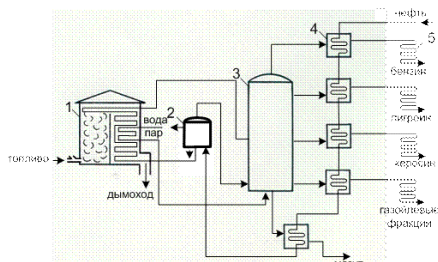 нефть
4
5
бензин
3
1
вода
2
пар
лигроин
топливо
керосин
дымоход
газойлевые
фракции